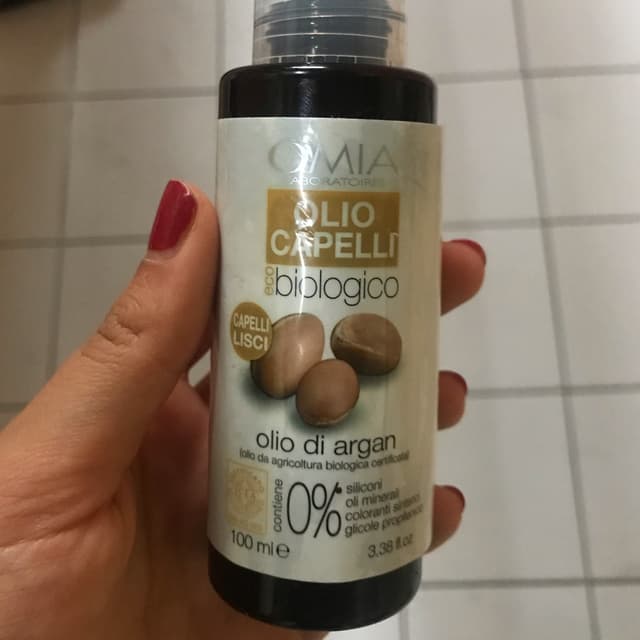 OMIA
LABORATOIRES
OLIO
CAPELLI
eco biologico
CAPELLI
LISCI
olio di argan
(olio da agricoltura biologica certificata)
contiene
0%
siliconi
oli minerali
coloranti sintetici
glicole propilenico
100 ml e
3.38 fl.oz